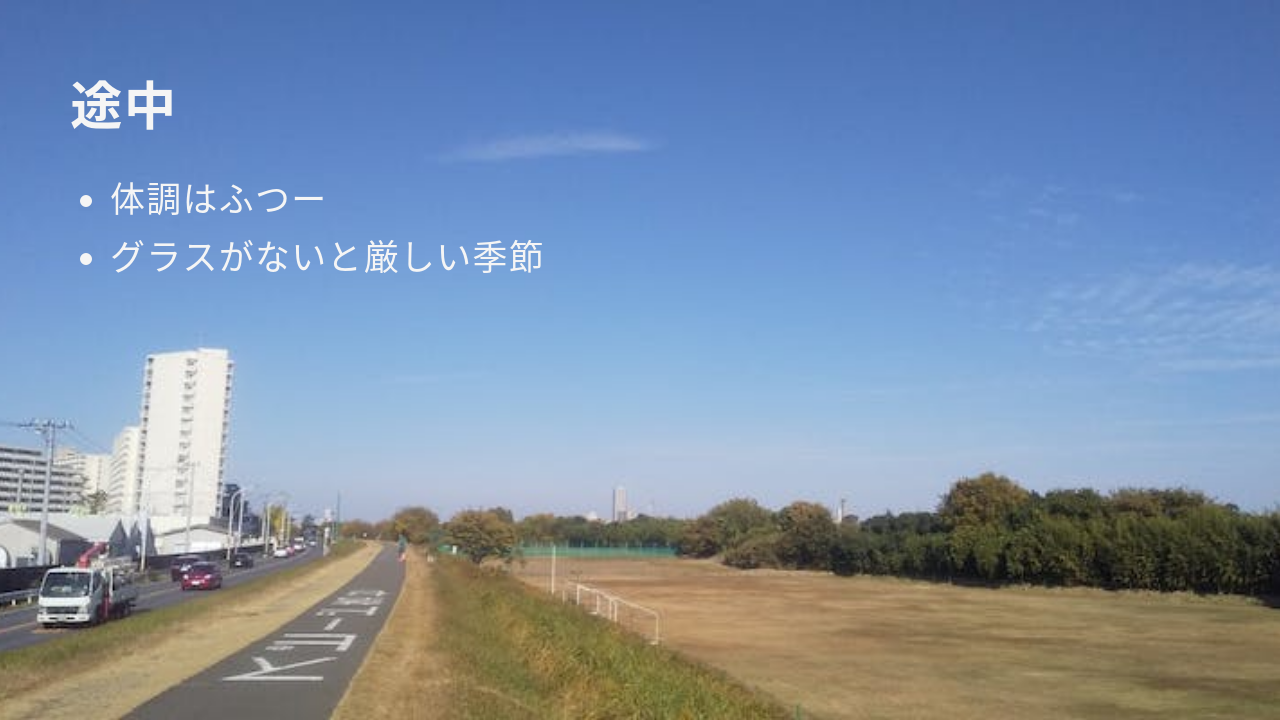 途中
体調はふつー
グラスがないと厳しい季節